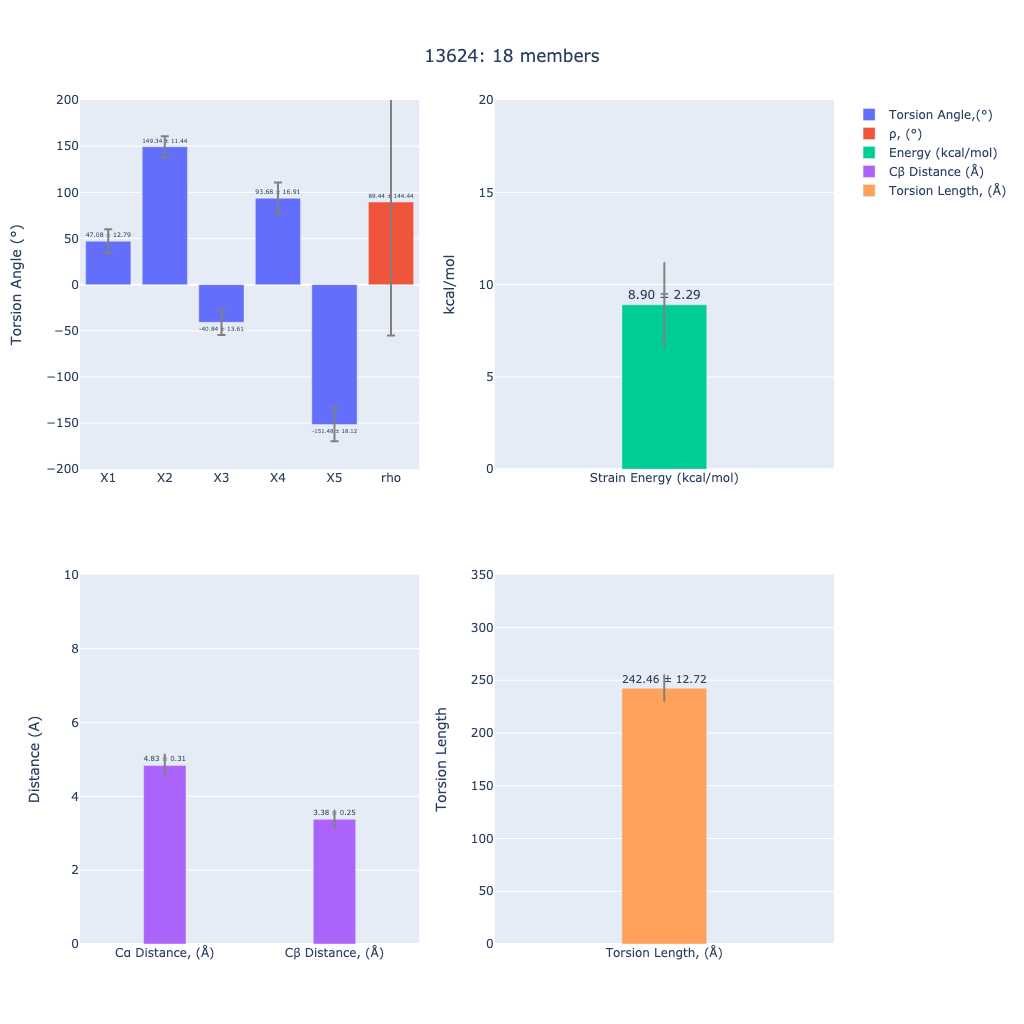 13624: 18 members
Torsion Angle (°)
200
150
100
50
0
−50
−100
−150
−200
47.08 ± 12.79
149.34 ± 11.44
-40.84 ± 13.61
93.68 ± 16.91
-151.48 ± 18.12
89.44 ± 144.44
X1 X2 X3 X4 X5 rho
kcal/mol
20
15
10
5
0
8.90 ± 2.29
Strain Energy (kcal/mol)
Torsion Angle,(°)
ρ, (°)
Energy (kcal/mol)
Cβ Distance (Å)
Torsion Length, (Å)
Distance (A)
10
8
6
4
2
0
4.83 ± 0.31
3.38 ± 0.25
Cα Distance, (Å) Cβ Distance, (Å)
Torsion Length
350
300
250
200
150
100
50
0
242.46 ± 12.72
Torsion Length, (Å)